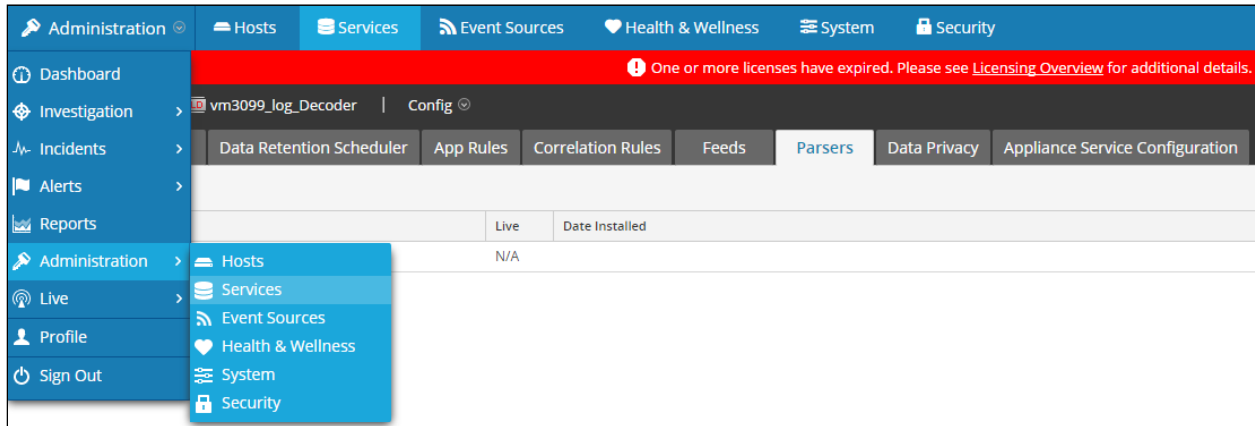 Administration Hosts Services Event Sources Health & Wellness System Security
Dashboard
One or more licenses have expired. Please see Licensing Overview for additional details.
Investigation
vm3099_log_Decoder | Config
Incidents
Data Retention Scheduler App Rules Correlation Rules Feeds Parsers Data Privacy Appliance Service Configuration
Alerts
Reports
Live Date Installed
Administration
Hosts
N/A
Services
Live
Event Sources
Profile
Health & Wellness
Sign Out
System
Security